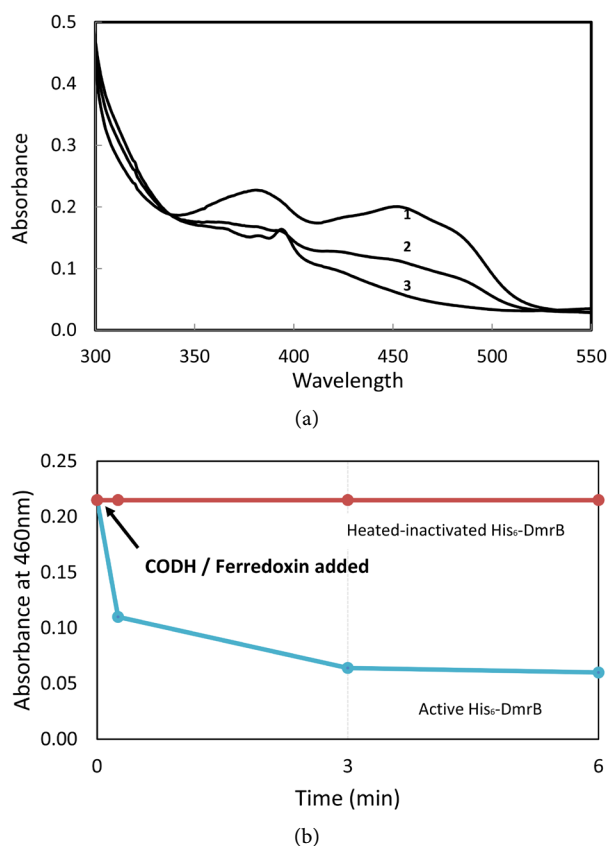 0.5
0.4
0.3
0.2
0.1
0.0
Absorbance
1
2
3
300
350
400
450
500
550
Wavelength
(a)
0.25
0.20
0.15
0.10
0.05
0.00
Absorbance at 460nm)
Heated-inactivated His₆-DmrB
CODH / Ferredoxin added
Active His₆-DmrB
0
3
6
Time (min)
(b)